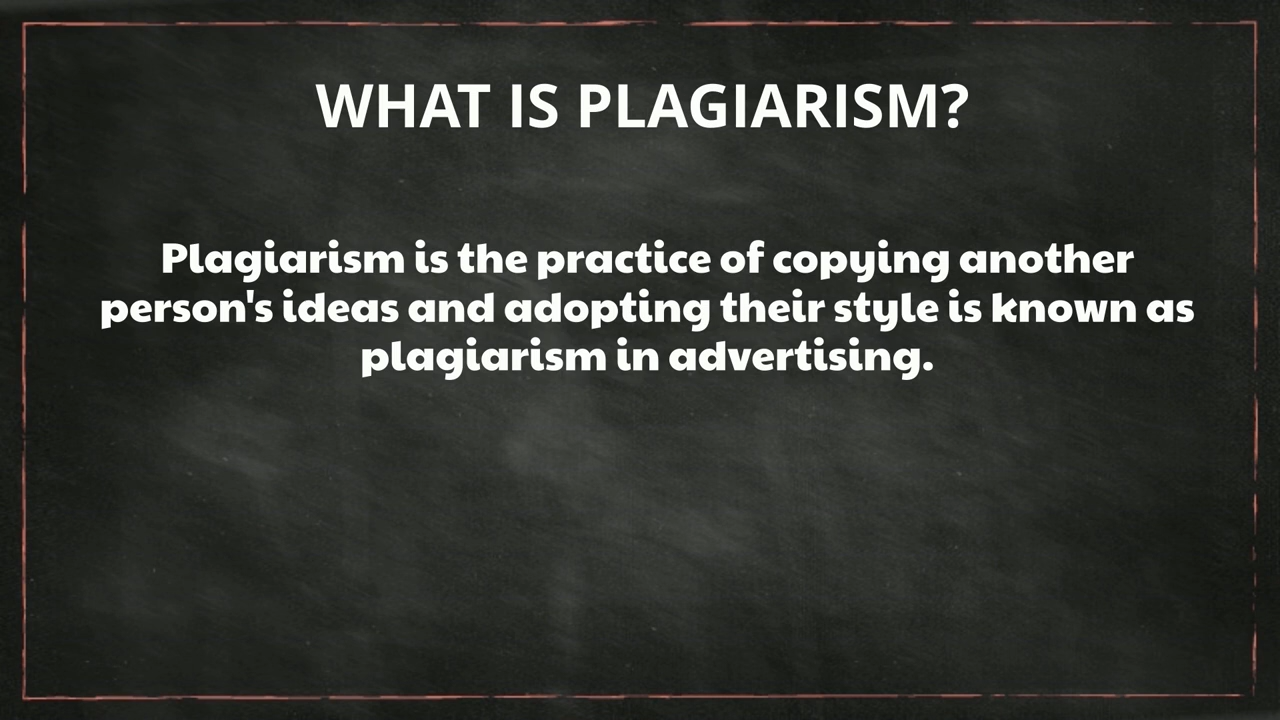 WHAT IS PLAGIARISM?
Plagiarism is the practice of copying another
person's ideas and adopting their style is known as
plagiarism in advertising.